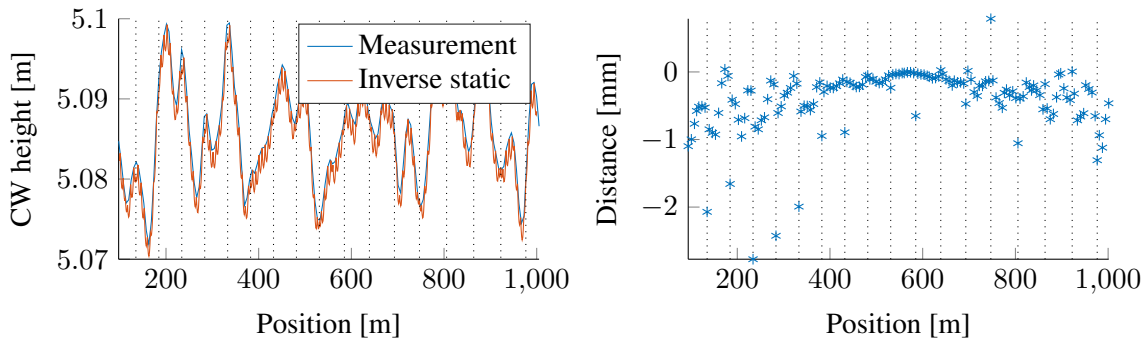 5.1
5.09
5.08
5.07
CW height [m]
200
400
600
800
1,000
Position [m]
Measurement
Inverse static
0
−1
−2
Distance [mm]
200
400
600
800
1,000
Position [m]